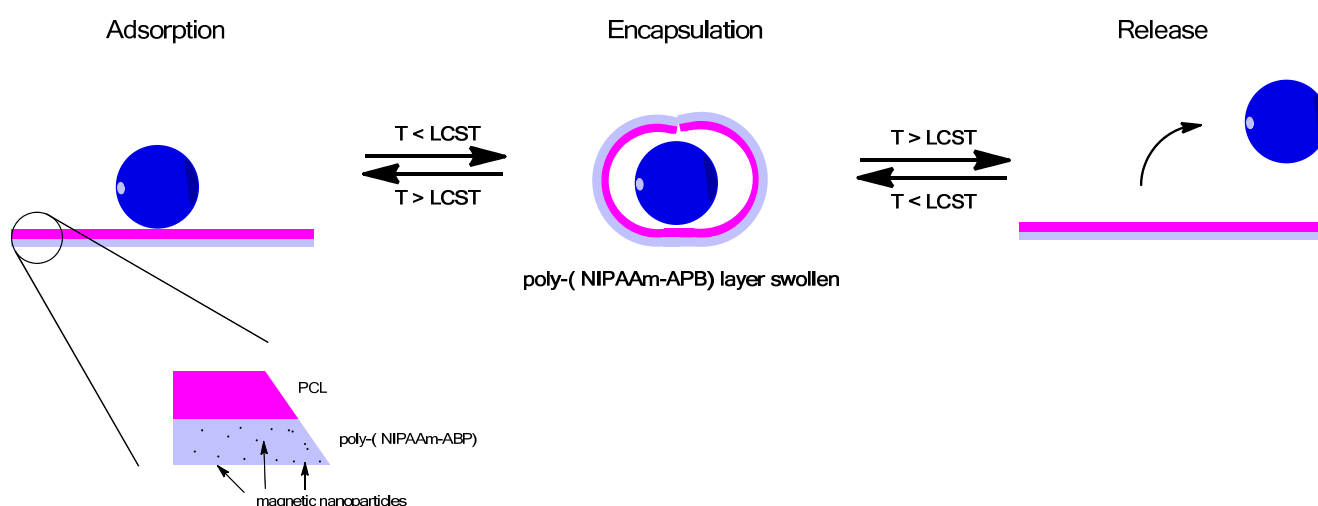 Adsorption
Encapsulation
Release
T < LCST
T > LCST
T > LCST
T < LCST
poly-( NIPAAm-APB) layer swollen
PCL
poly-( NIPAAm-ABP)
magnetic nanoparticles